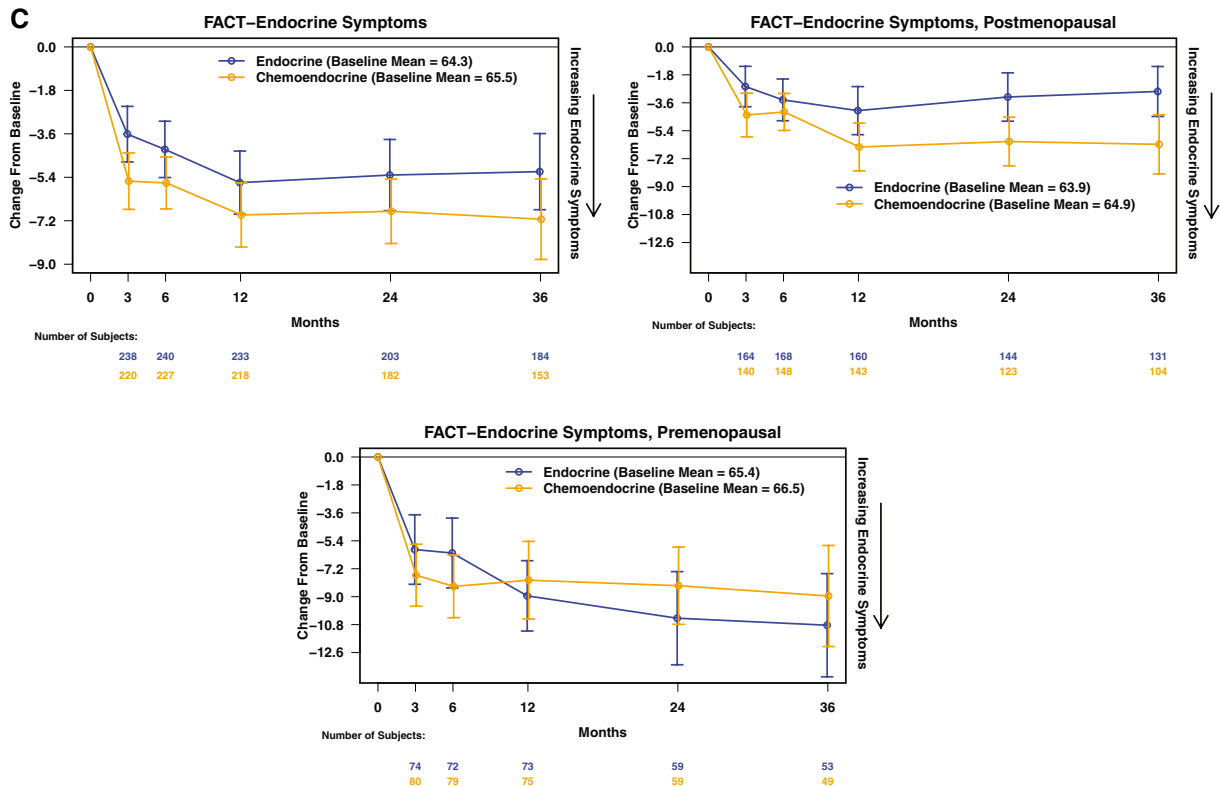 C
FACT−Endocrine Symptoms
Change From Baseline
0.0
−1.8
−3.6
−5.4
−7.2
−9.0
Endocrine (Baseline Mean = 64.3)
Chemoendocrine (Baseline Mean = 65.5)
Increasing Endocrine Symptoms
0 3 6 12 24 36
Months
Number of Subjects:
238 240 233 203 184
220 227 218 182 153
FACT−Endocrine Symptoms, Postmenopausal
Change From Baseline
0.0
−1.8
−3.6
−5.4
−7.2
−9.0
−10.8
−12.6
Endocrine (Baseline Mean = 63.9)
Chemoendocrine (Baseline Mean = 64.9)
Increasing Endocrine Symptoms
0 3 6 12 24 36
Months
Number of Subjects:
164 168 160 144 131
140 148 143 123 104
FACT−Endocrine Symptoms, Premenopausal
Change From Baseline
0.0
−1.8
−3.6
−5.4
−7.2
−9.0
−10.8
−12.6
Endocrine (Baseline Mean = 65.4)
Chemoendocrine (Baseline Mean = 66.5)
Increasing Endocrine Symptoms
0 3 6 12 24 36
Months
Number of Subjects:
74 72 73 59 53
80 79 75 59 49